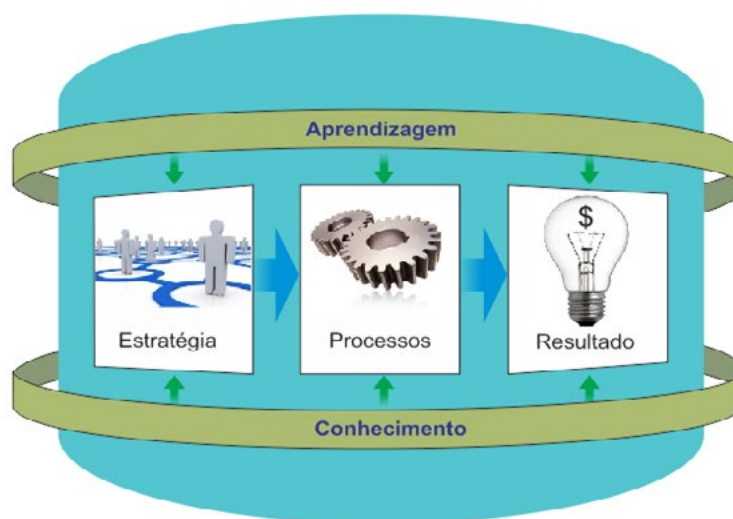 Aprendizagem
$
Estratégia
Processos
Resultado
Conhecimento